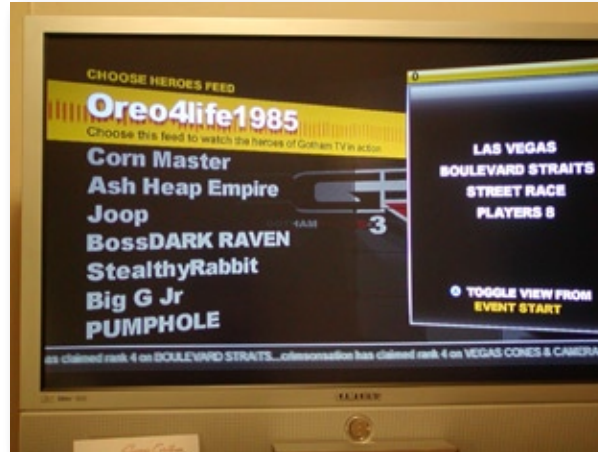 CHOOSE HEROES FEED
Oreo4life1985
Choose this feed to watch the heroes of Gotham TV in action
Corn Master
Ash Heap Empire
Joop
BossDARK RAVEN
StealthyRabbit
Big G Jr
PUMPHOLE
3
0
LAS VEGAS
BOULEVARD STRAITS
STREET RACE
PLAYERS 8
TOGGLE VIEW FROM
EVENT START
as claimed rank 4 on BOULEVARD STRAITS...crimsonsation has claimed rank 4 on VEGAS CONES & CAMERA